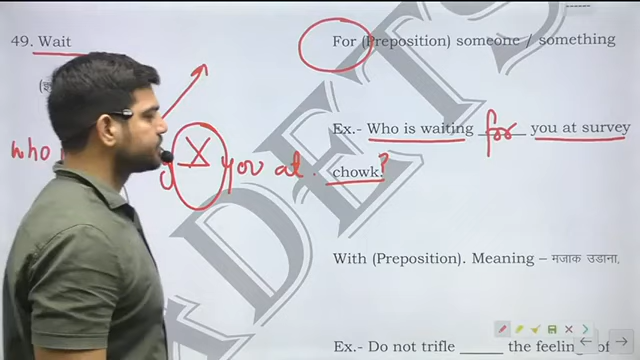 49. Wait
For (Preposition) someone / something
Ex.- Who is waiting for you at survey
who X you at.
chowk?
With (Preposition). Meaning – मजाक उडाना,
Ex.- Do not trifle _____ the feeling of